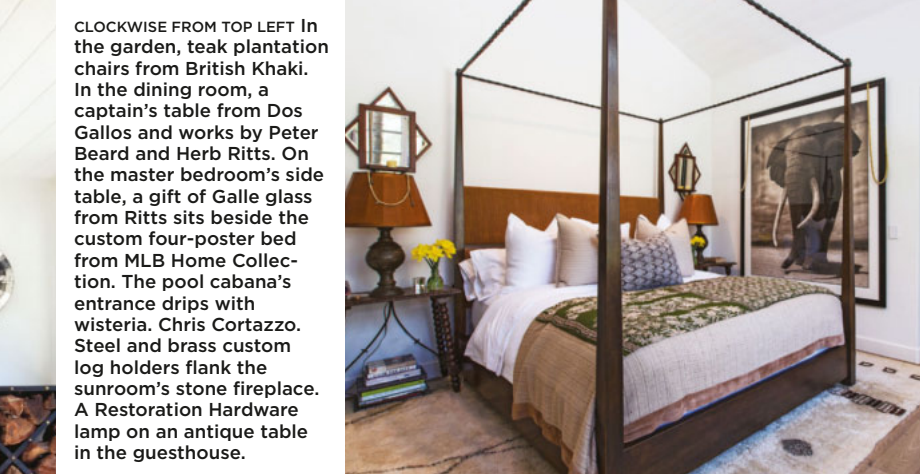 CLOCKWISE FROM TOP LEFT In
the garden, teak plantation
chairs from British Khaki.
In the dining room, a
captain's table from Dos
Gallos and works by Peter
Beard and Herb Ritts. On
the master bedroom's side
table, a gift of Galle glass
from Ritts sits beside the
custom four-poster bed
from MLB Home Collec-
tion. The pool cabana's
entrance drips with
wisteria. Chris Cortazzo.
Steel and brass custom
log holders flank the
sunroom's stone fireplace.
A Restoration Hardware
lamp on an antique table
in the guesthouse.